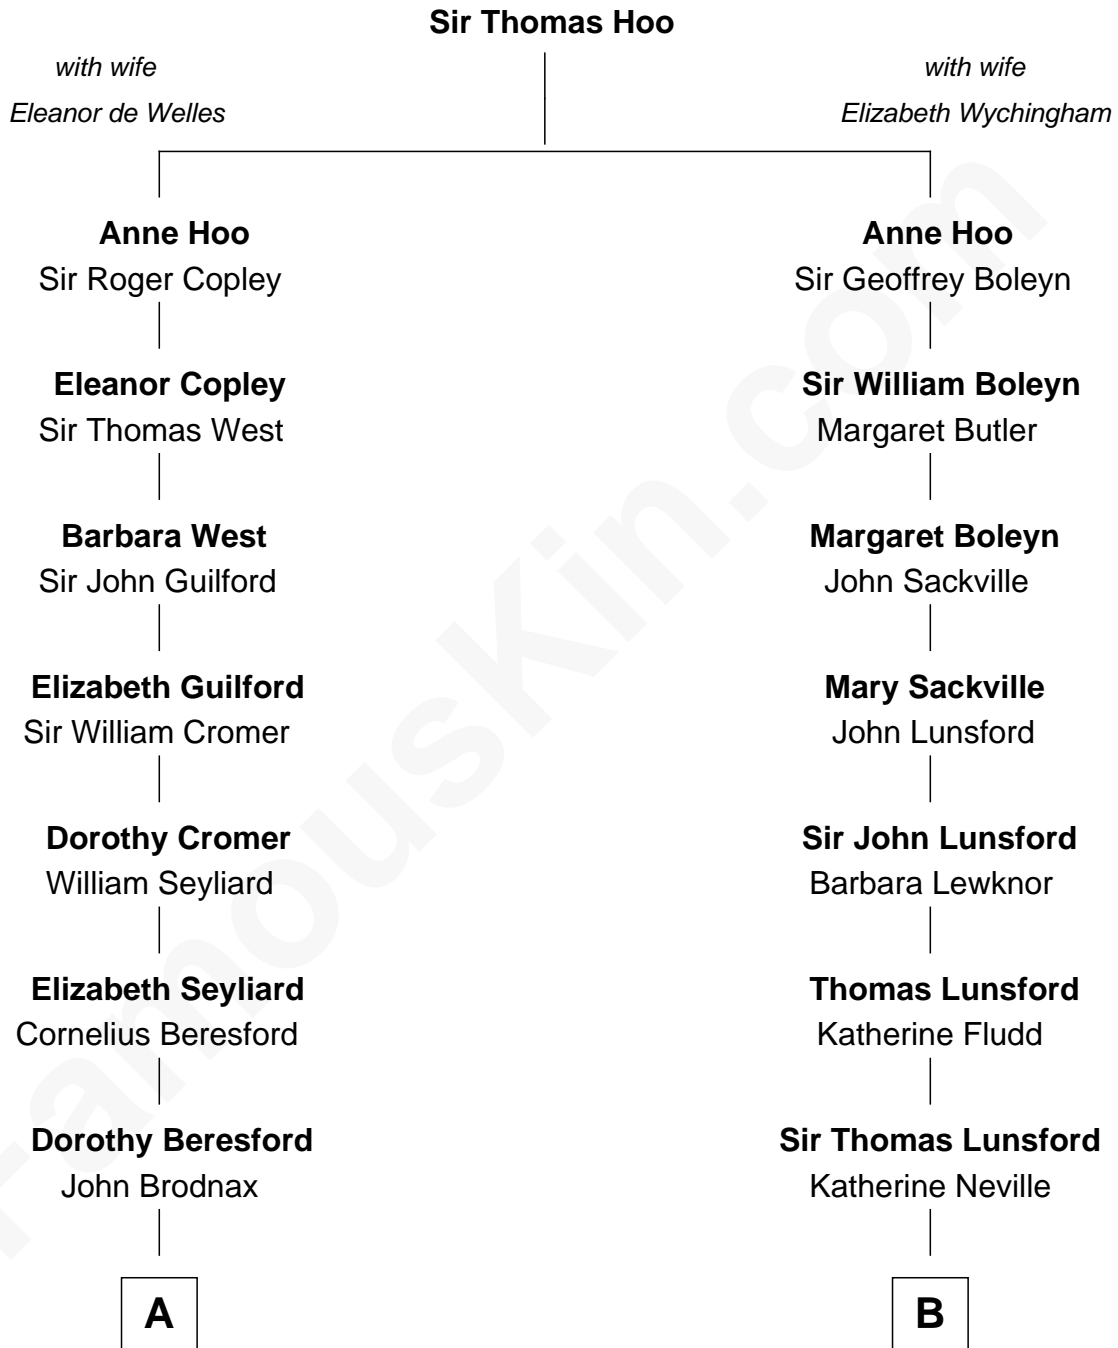 Sir Thomas Hoo
with wife
Eleanor de Welles
with wife
Elizabeth Wychingham
Anne Hoo
Sir Roger Copley
Anne Hoo
Sir Geoffrey Boleyn
Eleanor Copley
Sir Thomas West
Sir William Boleyn
Margaret Butler
Barbara West
Sir John Guilford
Margaret Boleyn
John Sackville
Elizabeth Guilford
Sir William Cromer
Mary Sackville
John Lunsford
Dorothy Cromer
William Seyliard
Sir John Lunsford
Barbara Lewknor
Elizabeth Seyliard
Cornelius Beresford
Thomas Lunsford
Katherine Fludd
Dorothy Beresford
John Brodnax
Sir Thomas Lunsford
Katherine Neville
A
B
FamousKin.com